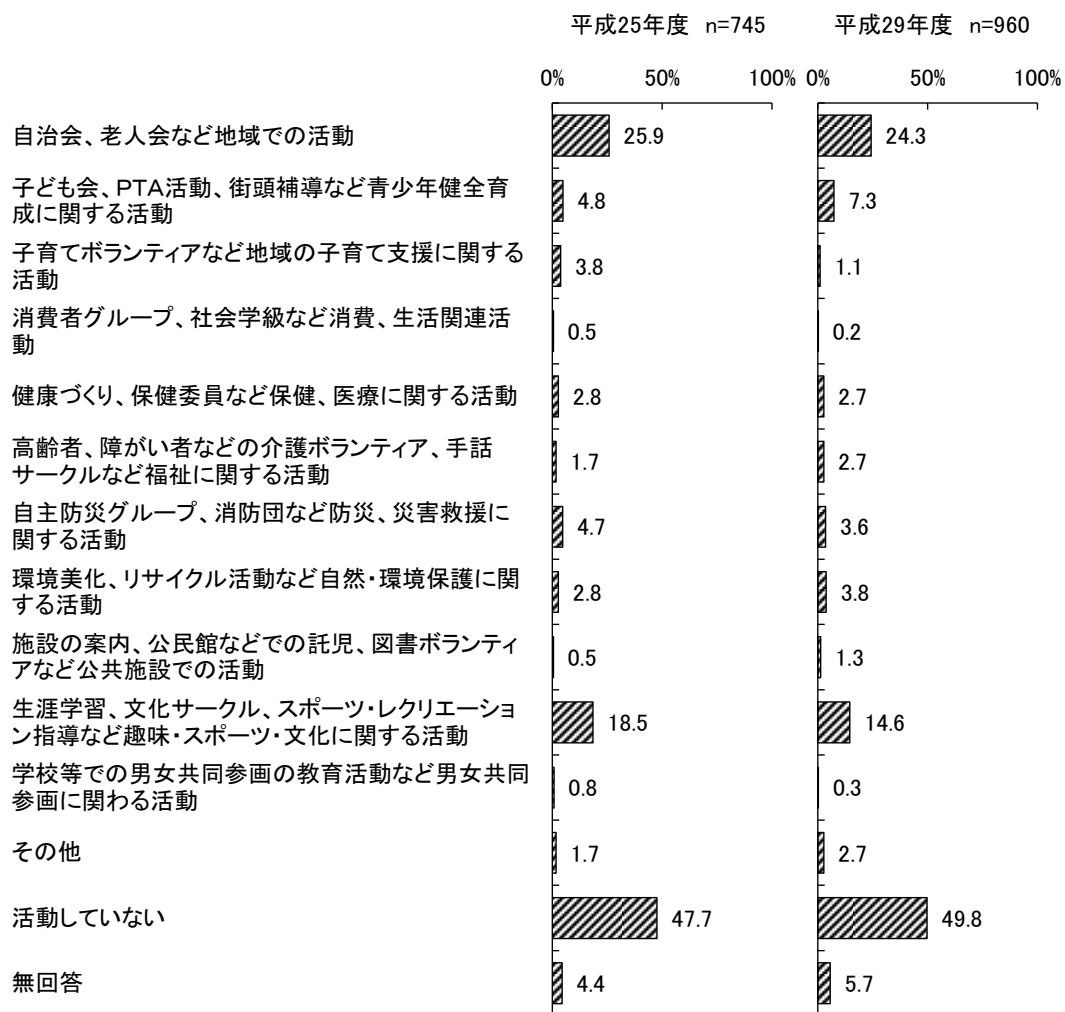 平成25年度 n=745 平成29年度 n=960
0% 50% 100% 0% 50% 100%
自治会、老人会など地域での活動 25.9 24.3
子ども会、PTA活動、街頭補導など青少年健全育
成に関する活動 4.8 7.3
子育てボランティアなど地域の子育て支援に関する
活動 3.8 1.1
消費者グループ、社会学級など消費、生活関連活
動 0.5 0.2
健康づくり、保健委員など保健、医療に関する活動 2.8 2.7
高齢者、障がい者などの介護ボランティア、手話
サークルなど福祉に関する活動 1.7 2.7
自主防災グループ、消防団など防災、災害救援に
関する活動 4.7 3.6
環境美化、リサイクル活動など自然・環境保護に関
する活動 2.8 3.8
施設の案内、公民館などでの託児、図書ボランティ
アなど公共施設での活動 0.5 1.3
生涯学習、文化サークル、スポーツ・レクリエーショ
ン指導など趣味・スポーツ・文化に関する活動 18.5 14.6
学校等での男女共同参画の教育活動など男女共同
参画に関わる活動 0.8 0.3
その他 1.7 2.7
活動していない 47.7 49.8
無回答 4.4 5.7